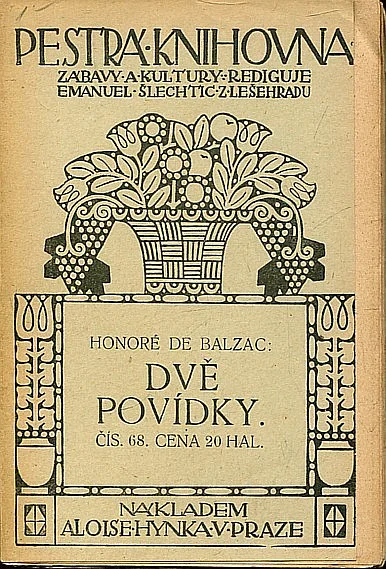 PESTRA·KNIHOVNA
ZÁBAVY·A·KULTURY·REDIGUJE
EMANUEL·ŠLECHTIC·Z·LEŠEHRADU
HONORÉ DE BALZAC:
DVĚ
POVÍDKY.
ČÍS. 68. CENA 20 HAL.
NÁKLADEM
ALOISE·HYNKA·V·PRAZE